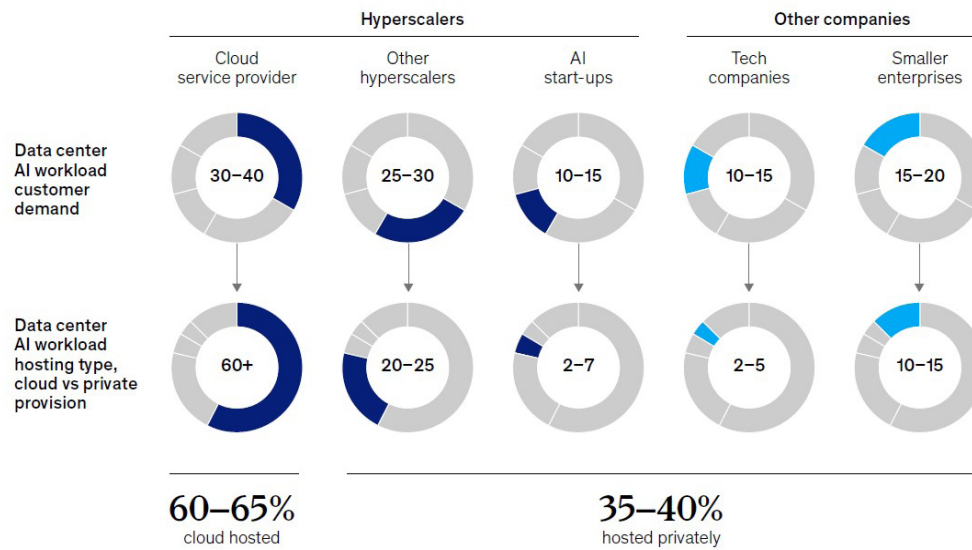 Hyperscalers
Other companies
Cloud
service provider
Other
hyperscalers
AI
start-ups
Tech
companies
Smaller
enterprises
Data center
AI workload
customer
demand
30–40
25–30
10–15
10–15
15–20
Data center
AI workload
hosting type,
cloud vs private
provision
60+
20–25
2–7
2–5
10–15
60–65%
cloud hosted
35–40%
hosted privately